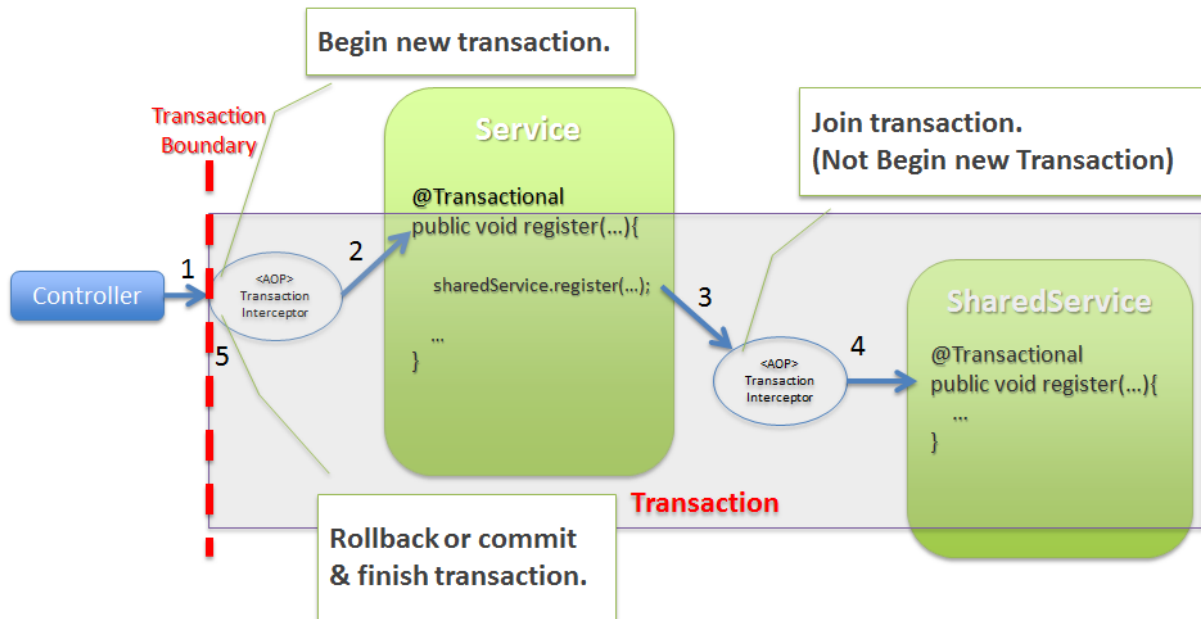 Begin new transaction.
Transaction
Boundary
Service
Join transaction.
(Not Begin new Transaction)
@Transactional
public void register(...){
sharedService.register(...);
...
}
1
2
Controller
<AOP>
Transaction
Interceptor
5
3
<AOP>
Transaction
Interceptor
4
SharedService
@Transactional
public void register(...){
...
}
Transaction
Rollback or commit
& finish transaction.